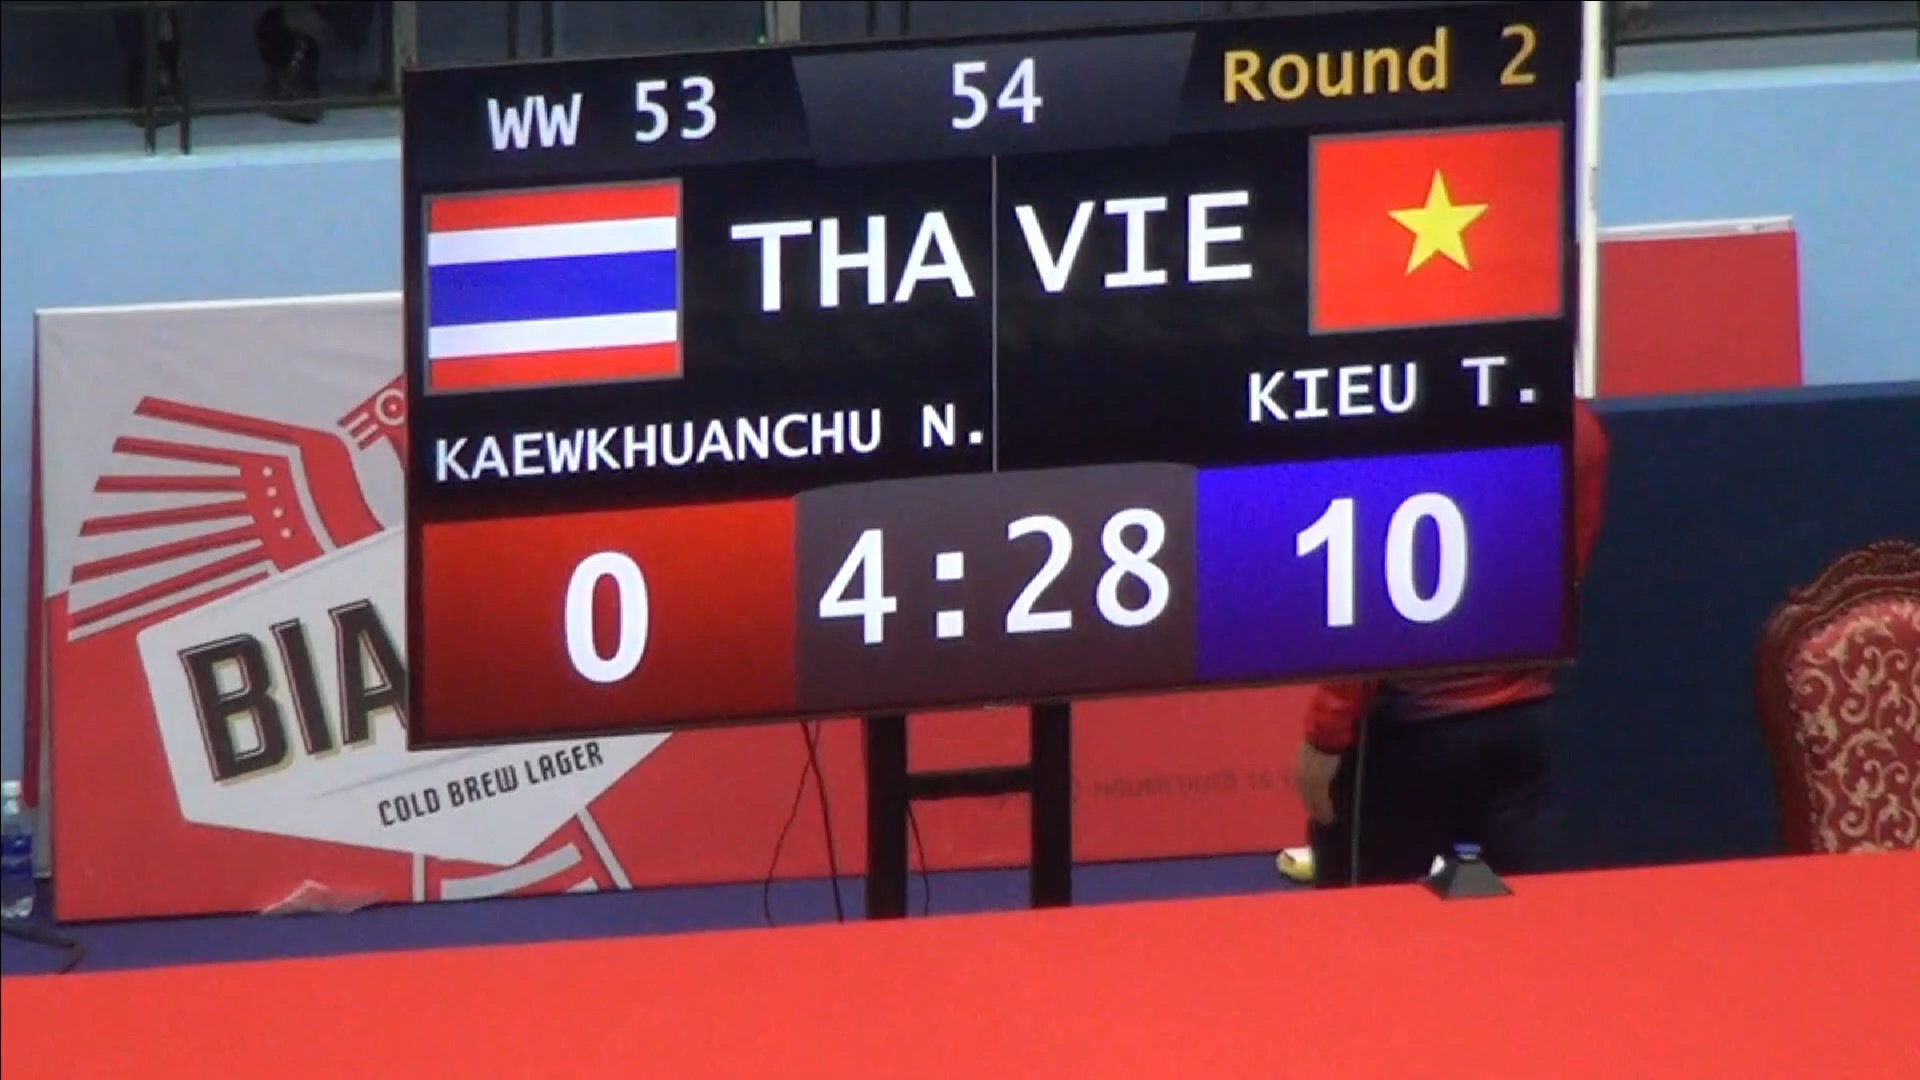 WW 53 54 Round 2
THA VIE
KAEWKHUANCHU N. KIEU T.
0 4:28 10
BIA
COLD BREW LAGER